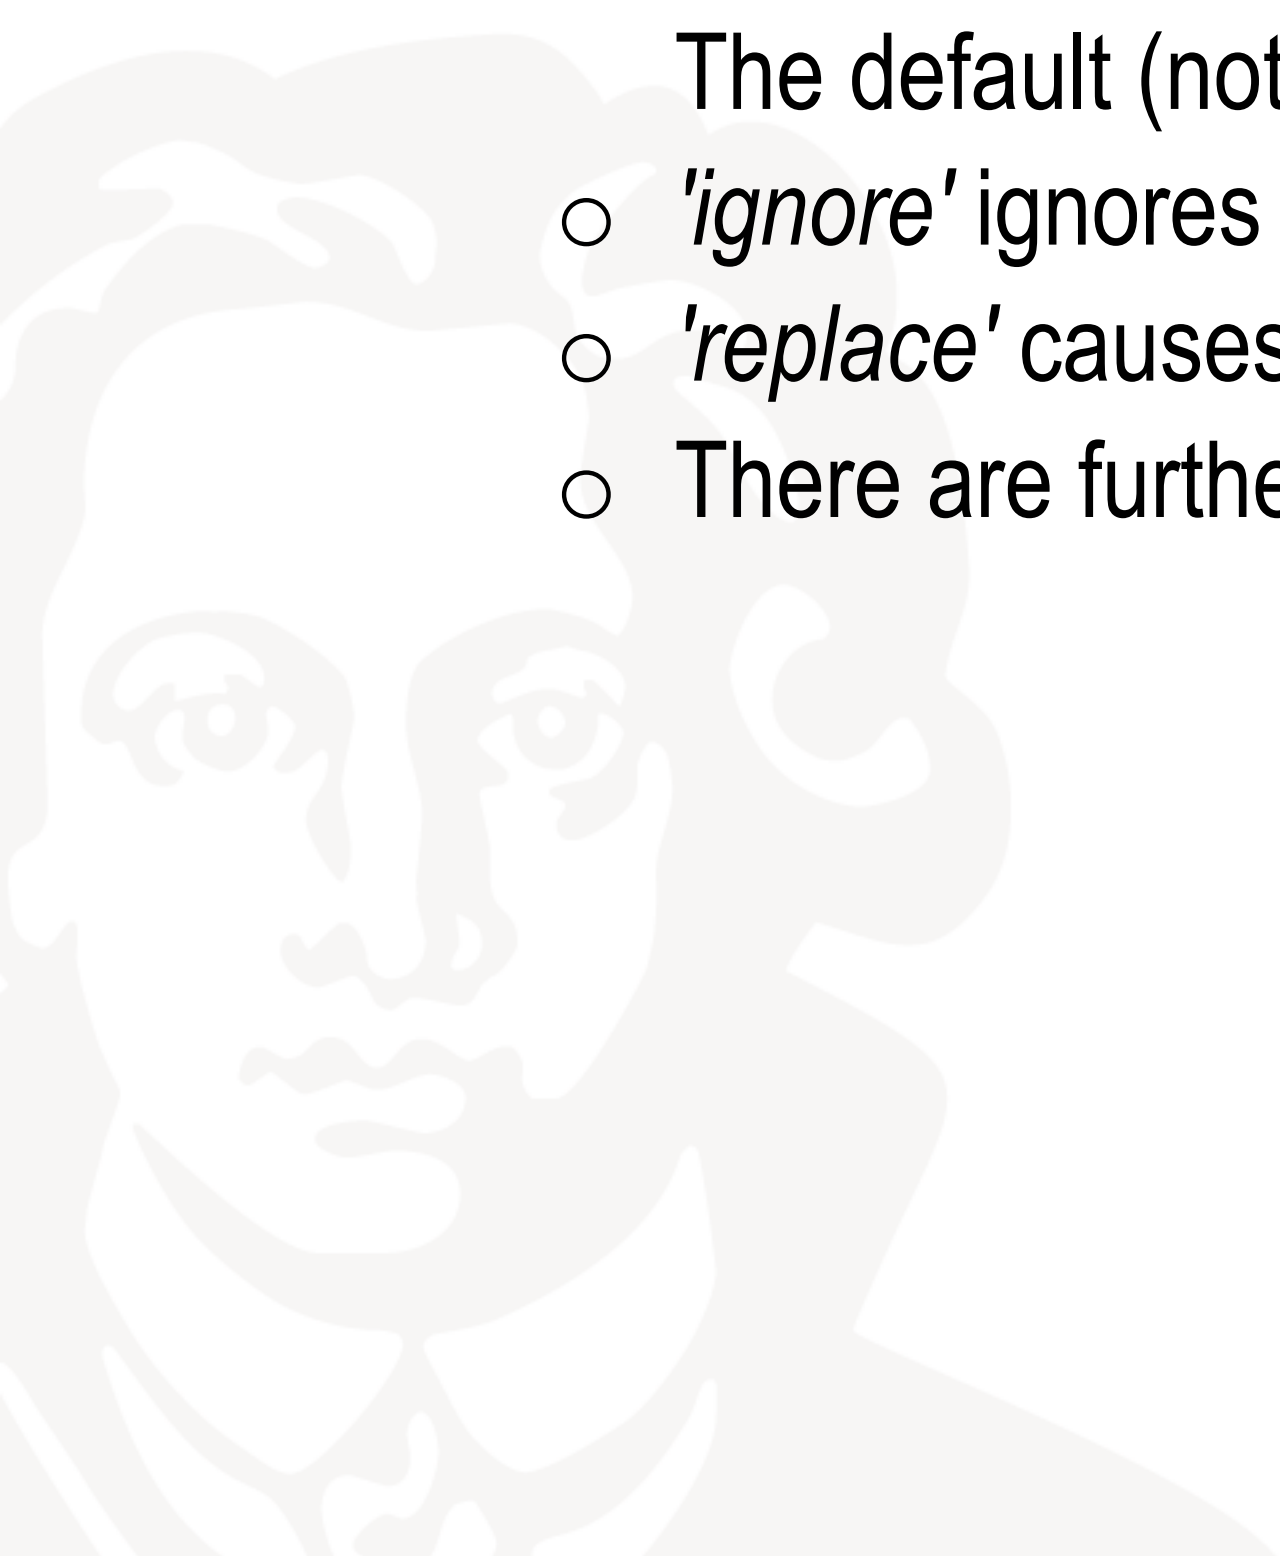 The default (not
○ 'ignore' ignores
○ 'replace' causes
○ There are furthe